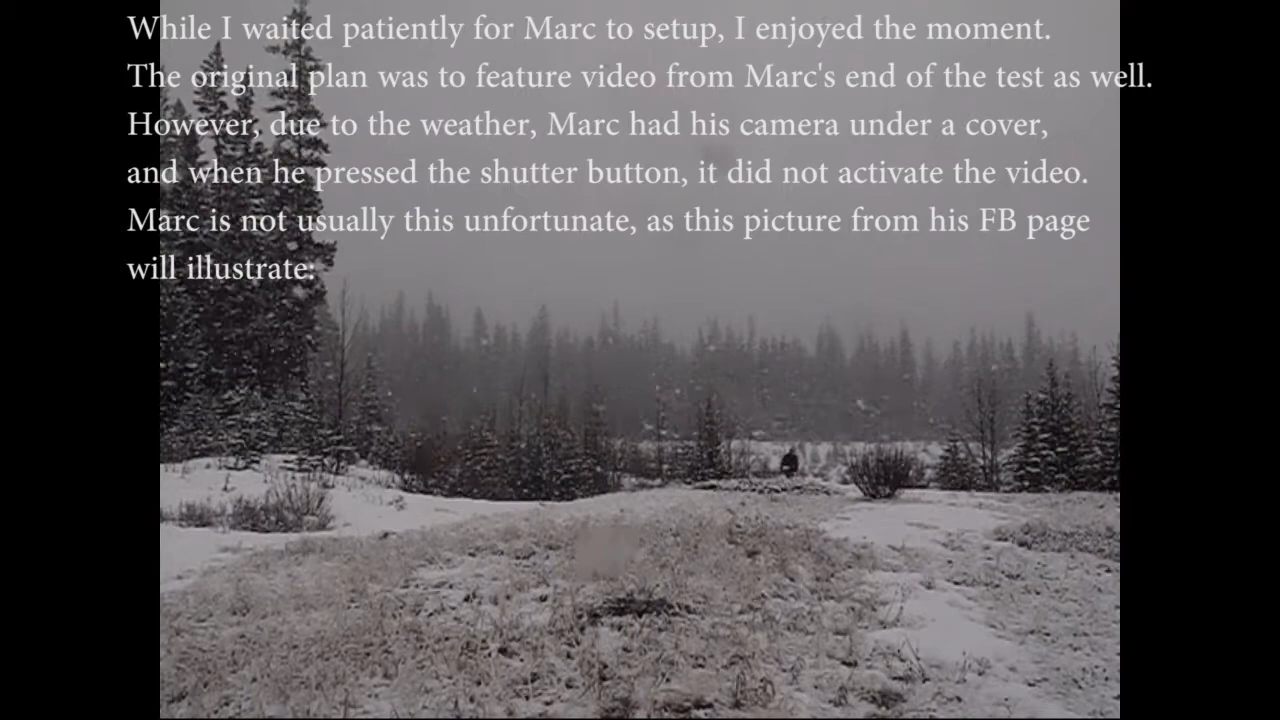 While I waited patiently for Marc to setup, I enjoyed the moment.
The original plan was to feature video from Marc's end of the test as well.
However, due to the weather, Marc had his camera under a cover,
and when he pressed the shutter button, it did not activate the video.
Marc is not usually this unfortunate, as this picture from his FB page
will illustrate: